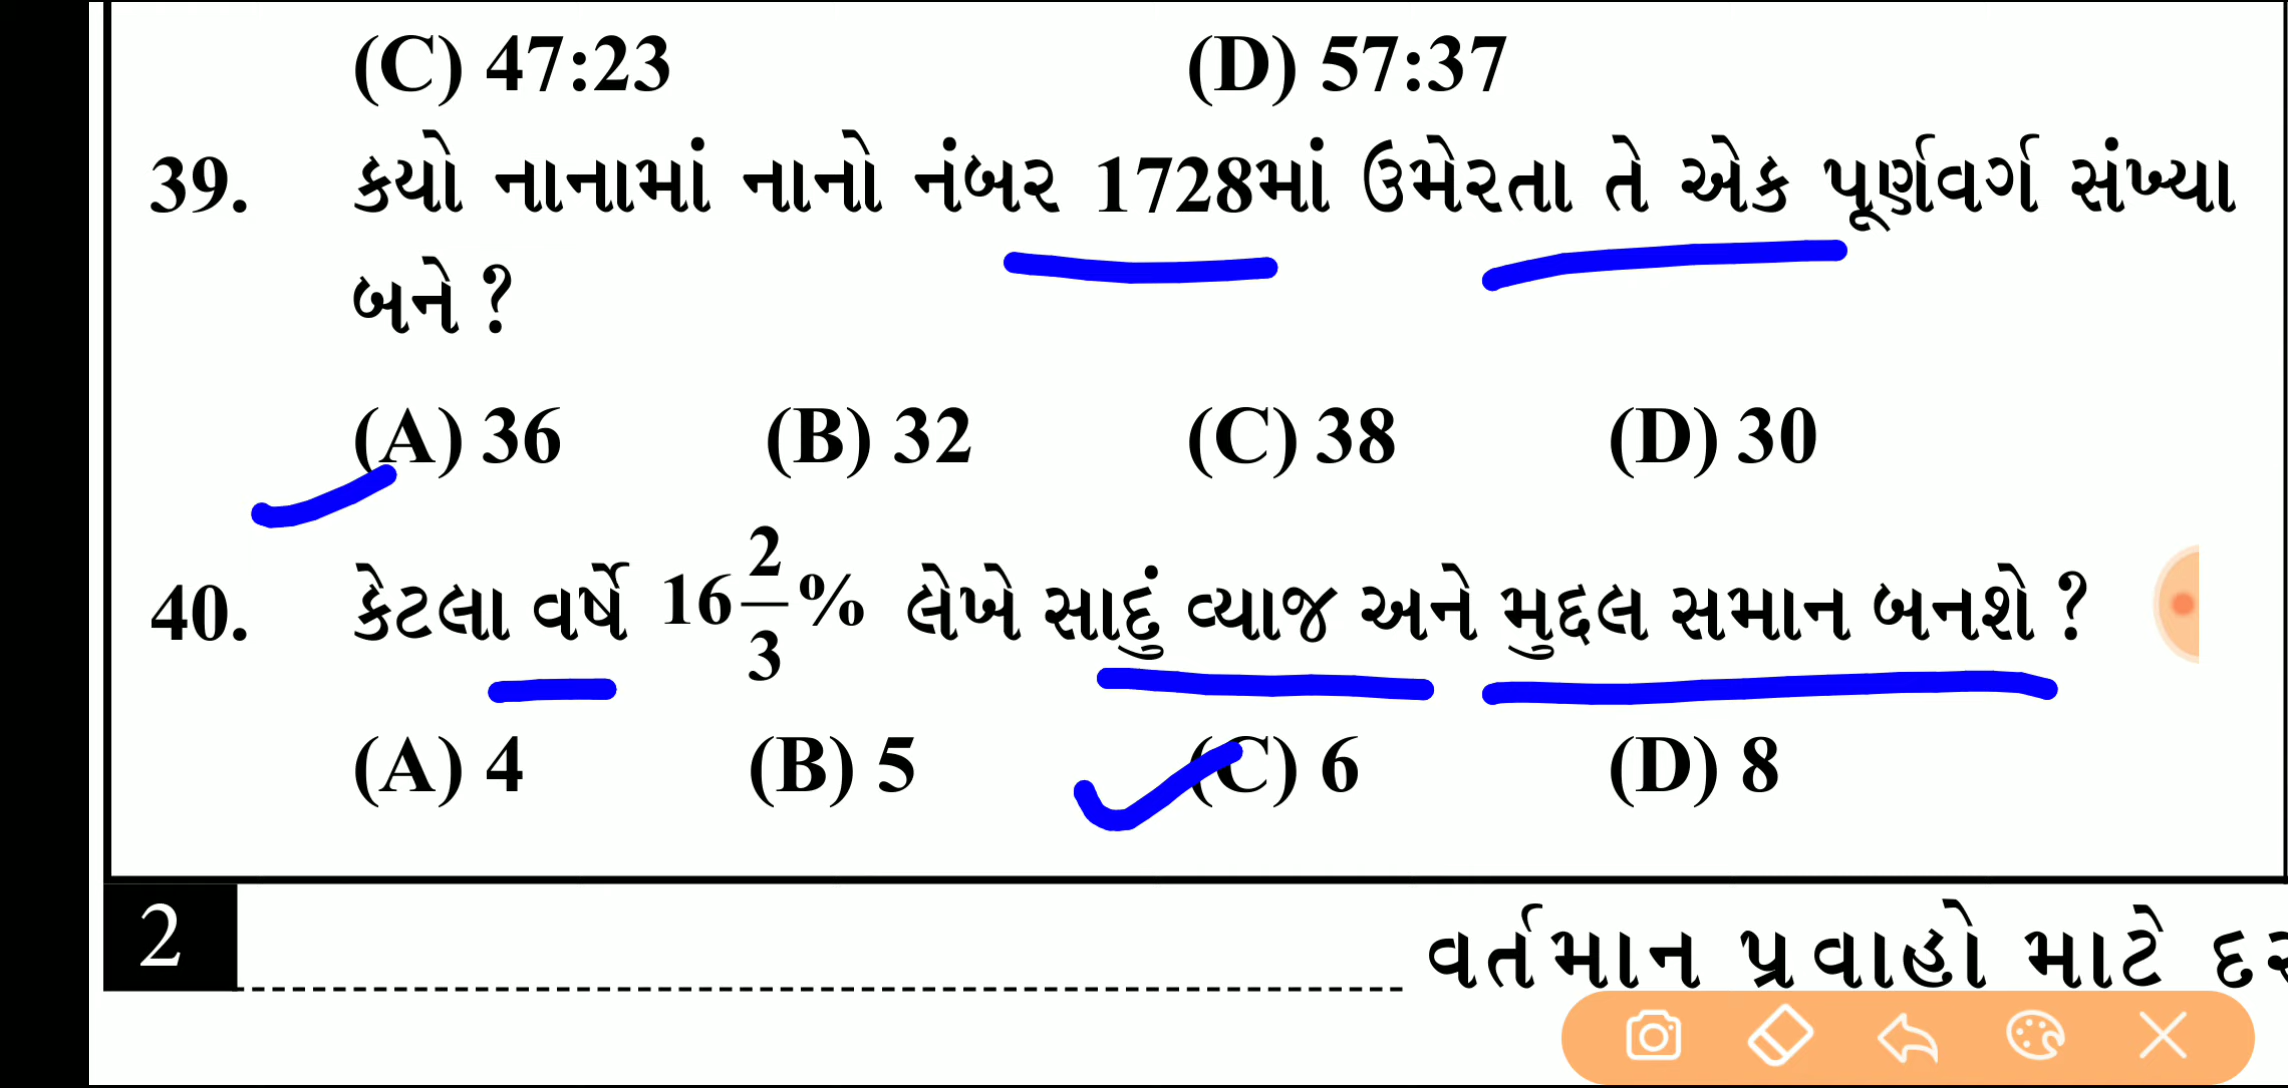 (C) 47:23 (D) 57:37
39. કયો નાનામાં નાનો નંબર 1728માં ઉમેરતા તે એક પૂર્ણવર્ગ સંખ્યા
બને ?
(A) 36 (B) 32 (C) 38 (D) 30
40. કેટલા વર્ષે 16 2/3 % લેખે સાદું વ્યાજ અને મુદ્દલ સમાન બનશે ?
(A) 4 (B) 5 (C) 6 (D) 8
2 વર્તમાન પ્રવાહો માટે